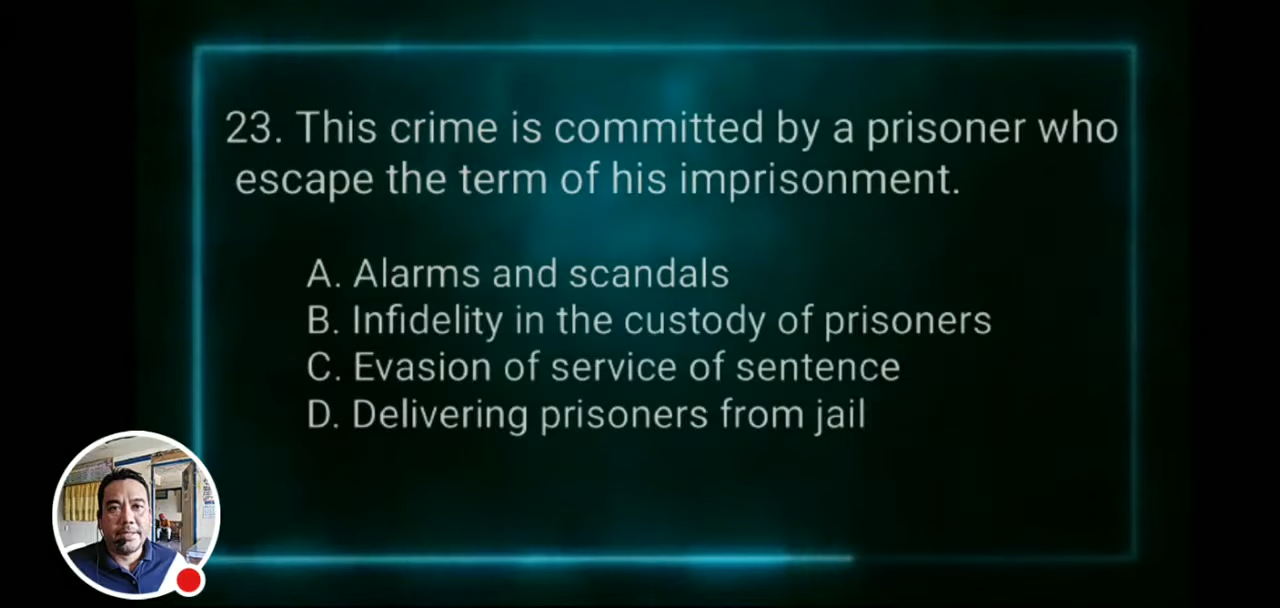 23. This crime is committed by a prisoner who
escape the term of his imprisonment.
A. Alarms and scandals
B. Infidelity in the custody of prisoners
C. Evasion of service of sentence
D. Delivering prisoners from jail